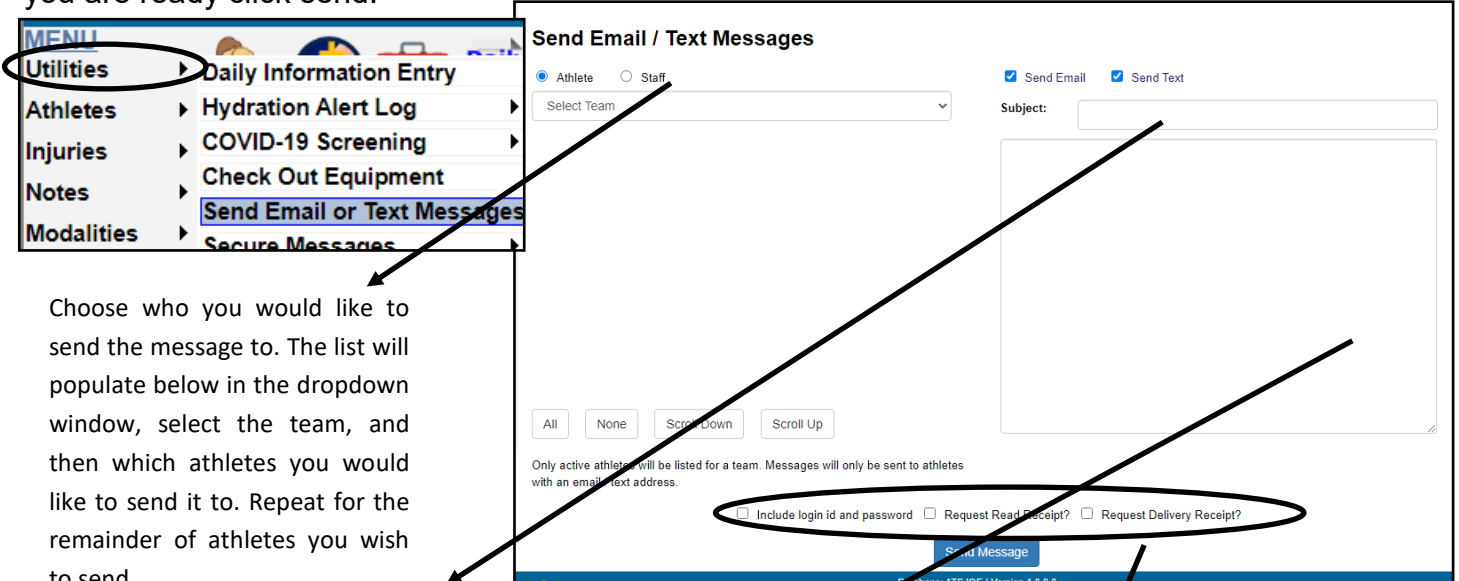 you are ready click send.
MENU
Utilities
Athletes
Injuries
Notes
Modalities
Daily Information Entry
Hydration Alert Log
COVID-19 Screening
Check Out Equipment
Send Email or Text Messages
Secure Messages
Choose who you would like to
send the message to. The list will
populate below in the dropdown
window, select the team, and
then which athletes you would
like to send it to. Repeat for the
remainder of athletes you wish
to send
Send Email / Text Messages
Athlete Staff
Select Team
Send Email Send Text
Subject:
All None Scroll Down Scroll Up
Only active athletes will be listed for a team. Messages will only be sent to athletes
with an email / text address.
Include login id and password Request Read Receipt? Request Delivery Receipt?
Send Message